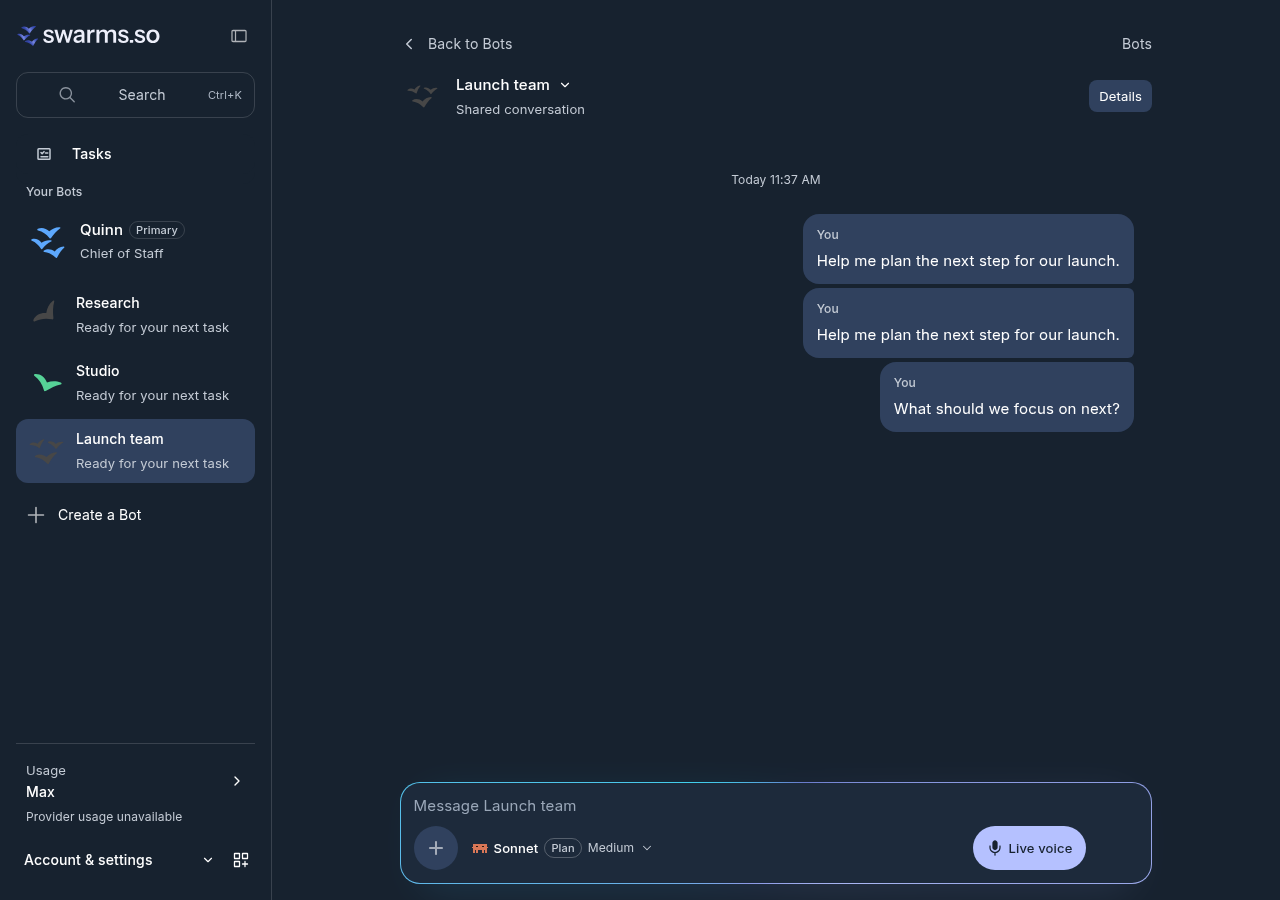 swarms.so
Search
Ctrl+K
Tasks
Your Bots
Quinn
Primary
Chief of Staff
Research
Ready for your next task
Studio
Ready for your next task
Launch team
Ready for your next task
Create a Bot
Usage
Max
Provider usage unavailable
Account & settings
Back to Bots
Bots
Launch team
Shared conversation
Details
Today 11:37 AM
You
Help me plan the next step for our launch.
You
Help me plan the next step for our launch.
You
What should we focus on next?
Message Launch team
Sonnet
Plan
Medium
Live voice